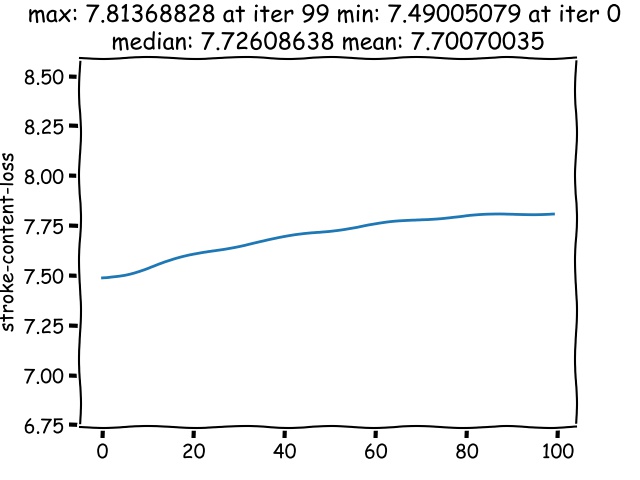 max: 7.81368828 at iter 99 min: 7.49005079 at iter 0
median: 7.72608638 mean: 7.70070035
8.50
8.25
8.00
7.75
7.50
7.25
7.00
6.75
stroke-content-loss
0 20 40 60 80 100